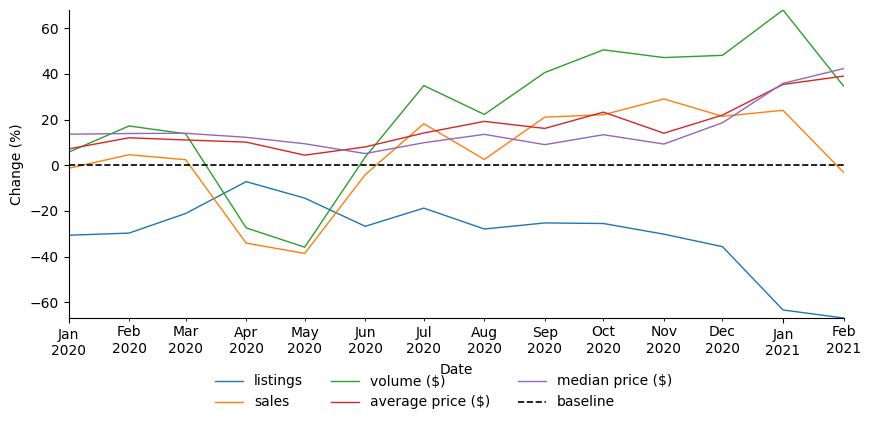 60
40
20
0
−20
−40
−60
Change (%)
Jan Feb Mar Apr May Jun Jul Aug Sep Oct Nov Dec Jan Feb
2020 2020 2020 2020 2020 2020 2020 2020 2020 2020 2020 2020 2021 2021
Date
listings volume ($) median price ($)
sales average price ($) baseline